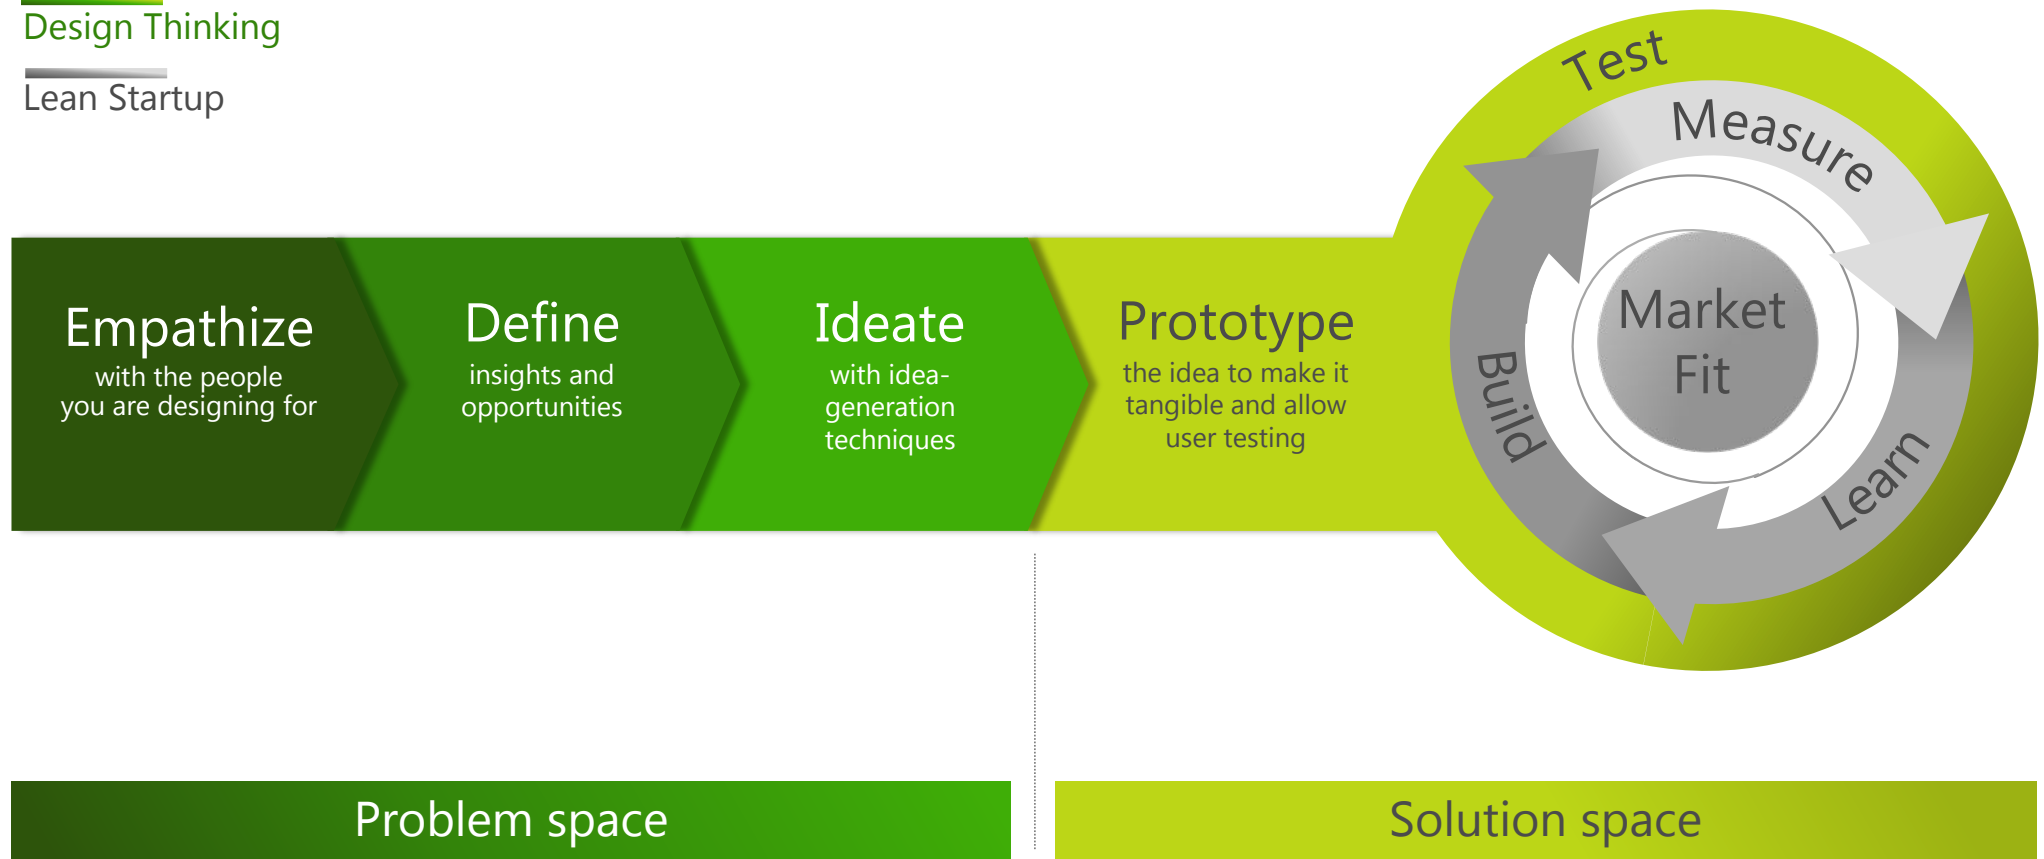 Design Thinking
Lean Startup
Empathize
with the people
you are designing for
Define
insights and
opportunities
Ideate
with idea-
generation
techniques
Prototype
the idea to make it
tangible and allow
user testing
Test
Measure
Build
Learn
Market
Fit
Problem space
Solution space